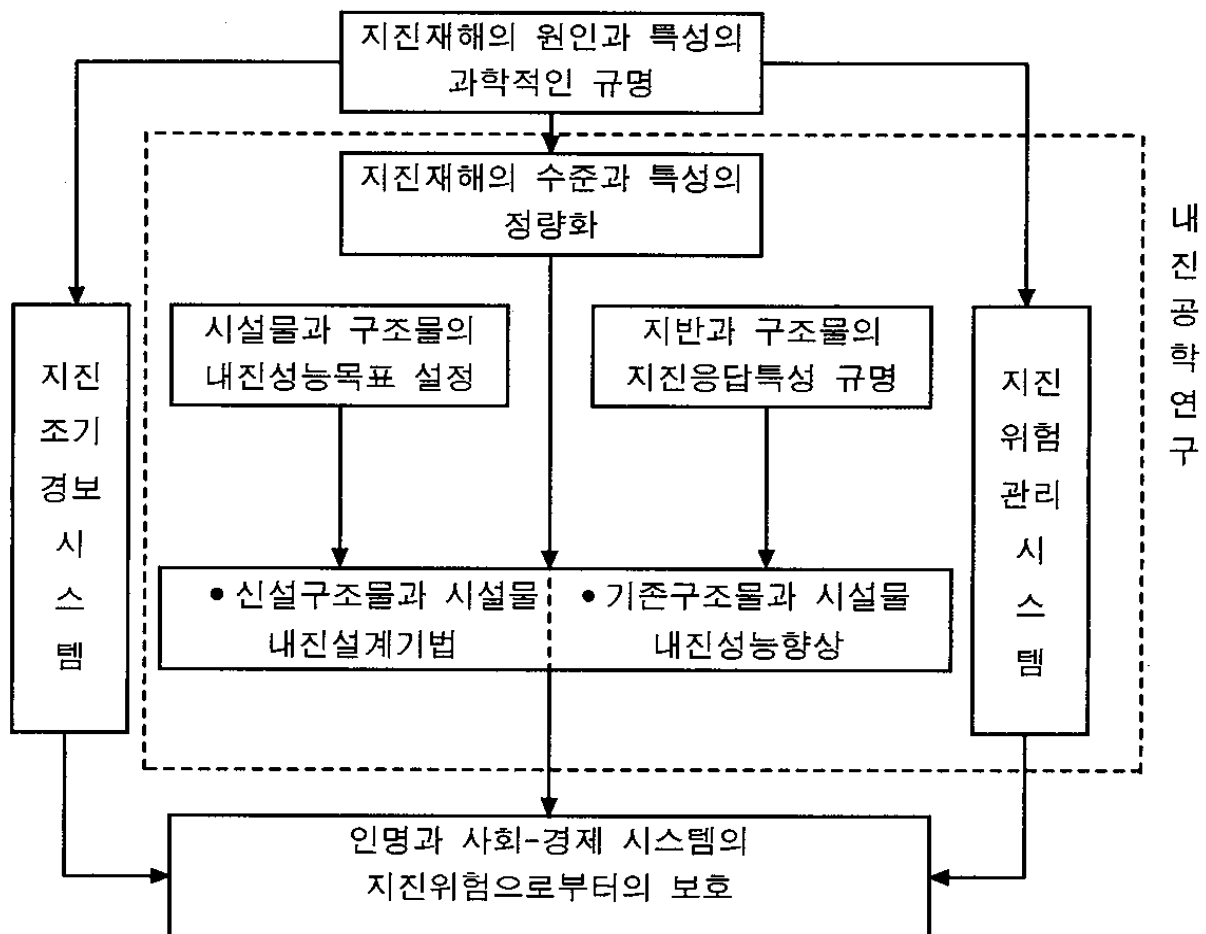 지진재해의 원인과 특성의
과학적인 규명
지진재해의 수준과 특성의
정량화
시설물과 구조물의
내진성능목표 설정
지반과 구조물의
지진응답특성 규명
지진
조기
경보
시
스
템
지진
위험
관리
시
스
템
내
진
공
학
연
구
• 신설구조물과 시설물
내진설계기법
• 기존구조물과 시설물
내진성능향상
인명과 사회-경제 시스템의
지진위험으로부터의 보호